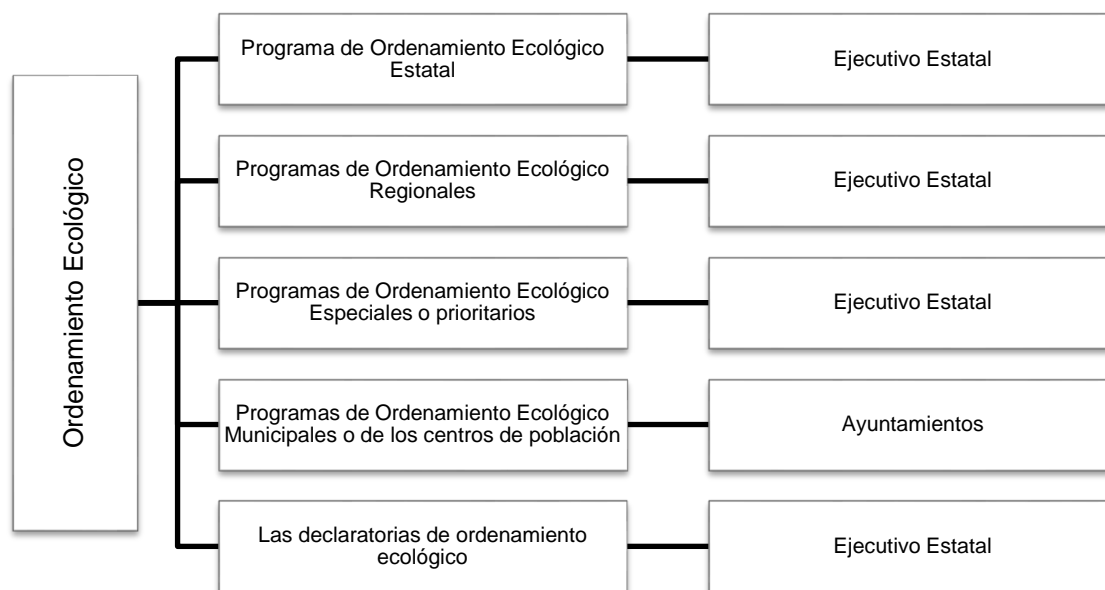 Ordenamiento Ecológico
Programa de Ordenamiento Ecológico
Estatal
Ejecutivo Estatal
Programas de Ordenamiento Ecológico
Regionales
Ejecutivo Estatal
Programas de Ordenamiento Ecológico
Especiales o prioritarios
Ejecutivo Estatal
Programas de Ordenamiento Ecológico
Municipales o de los centros de población
Ayuntamientos
Las declaratorias de ordenamiento
ecológico
Ejecutivo Estatal